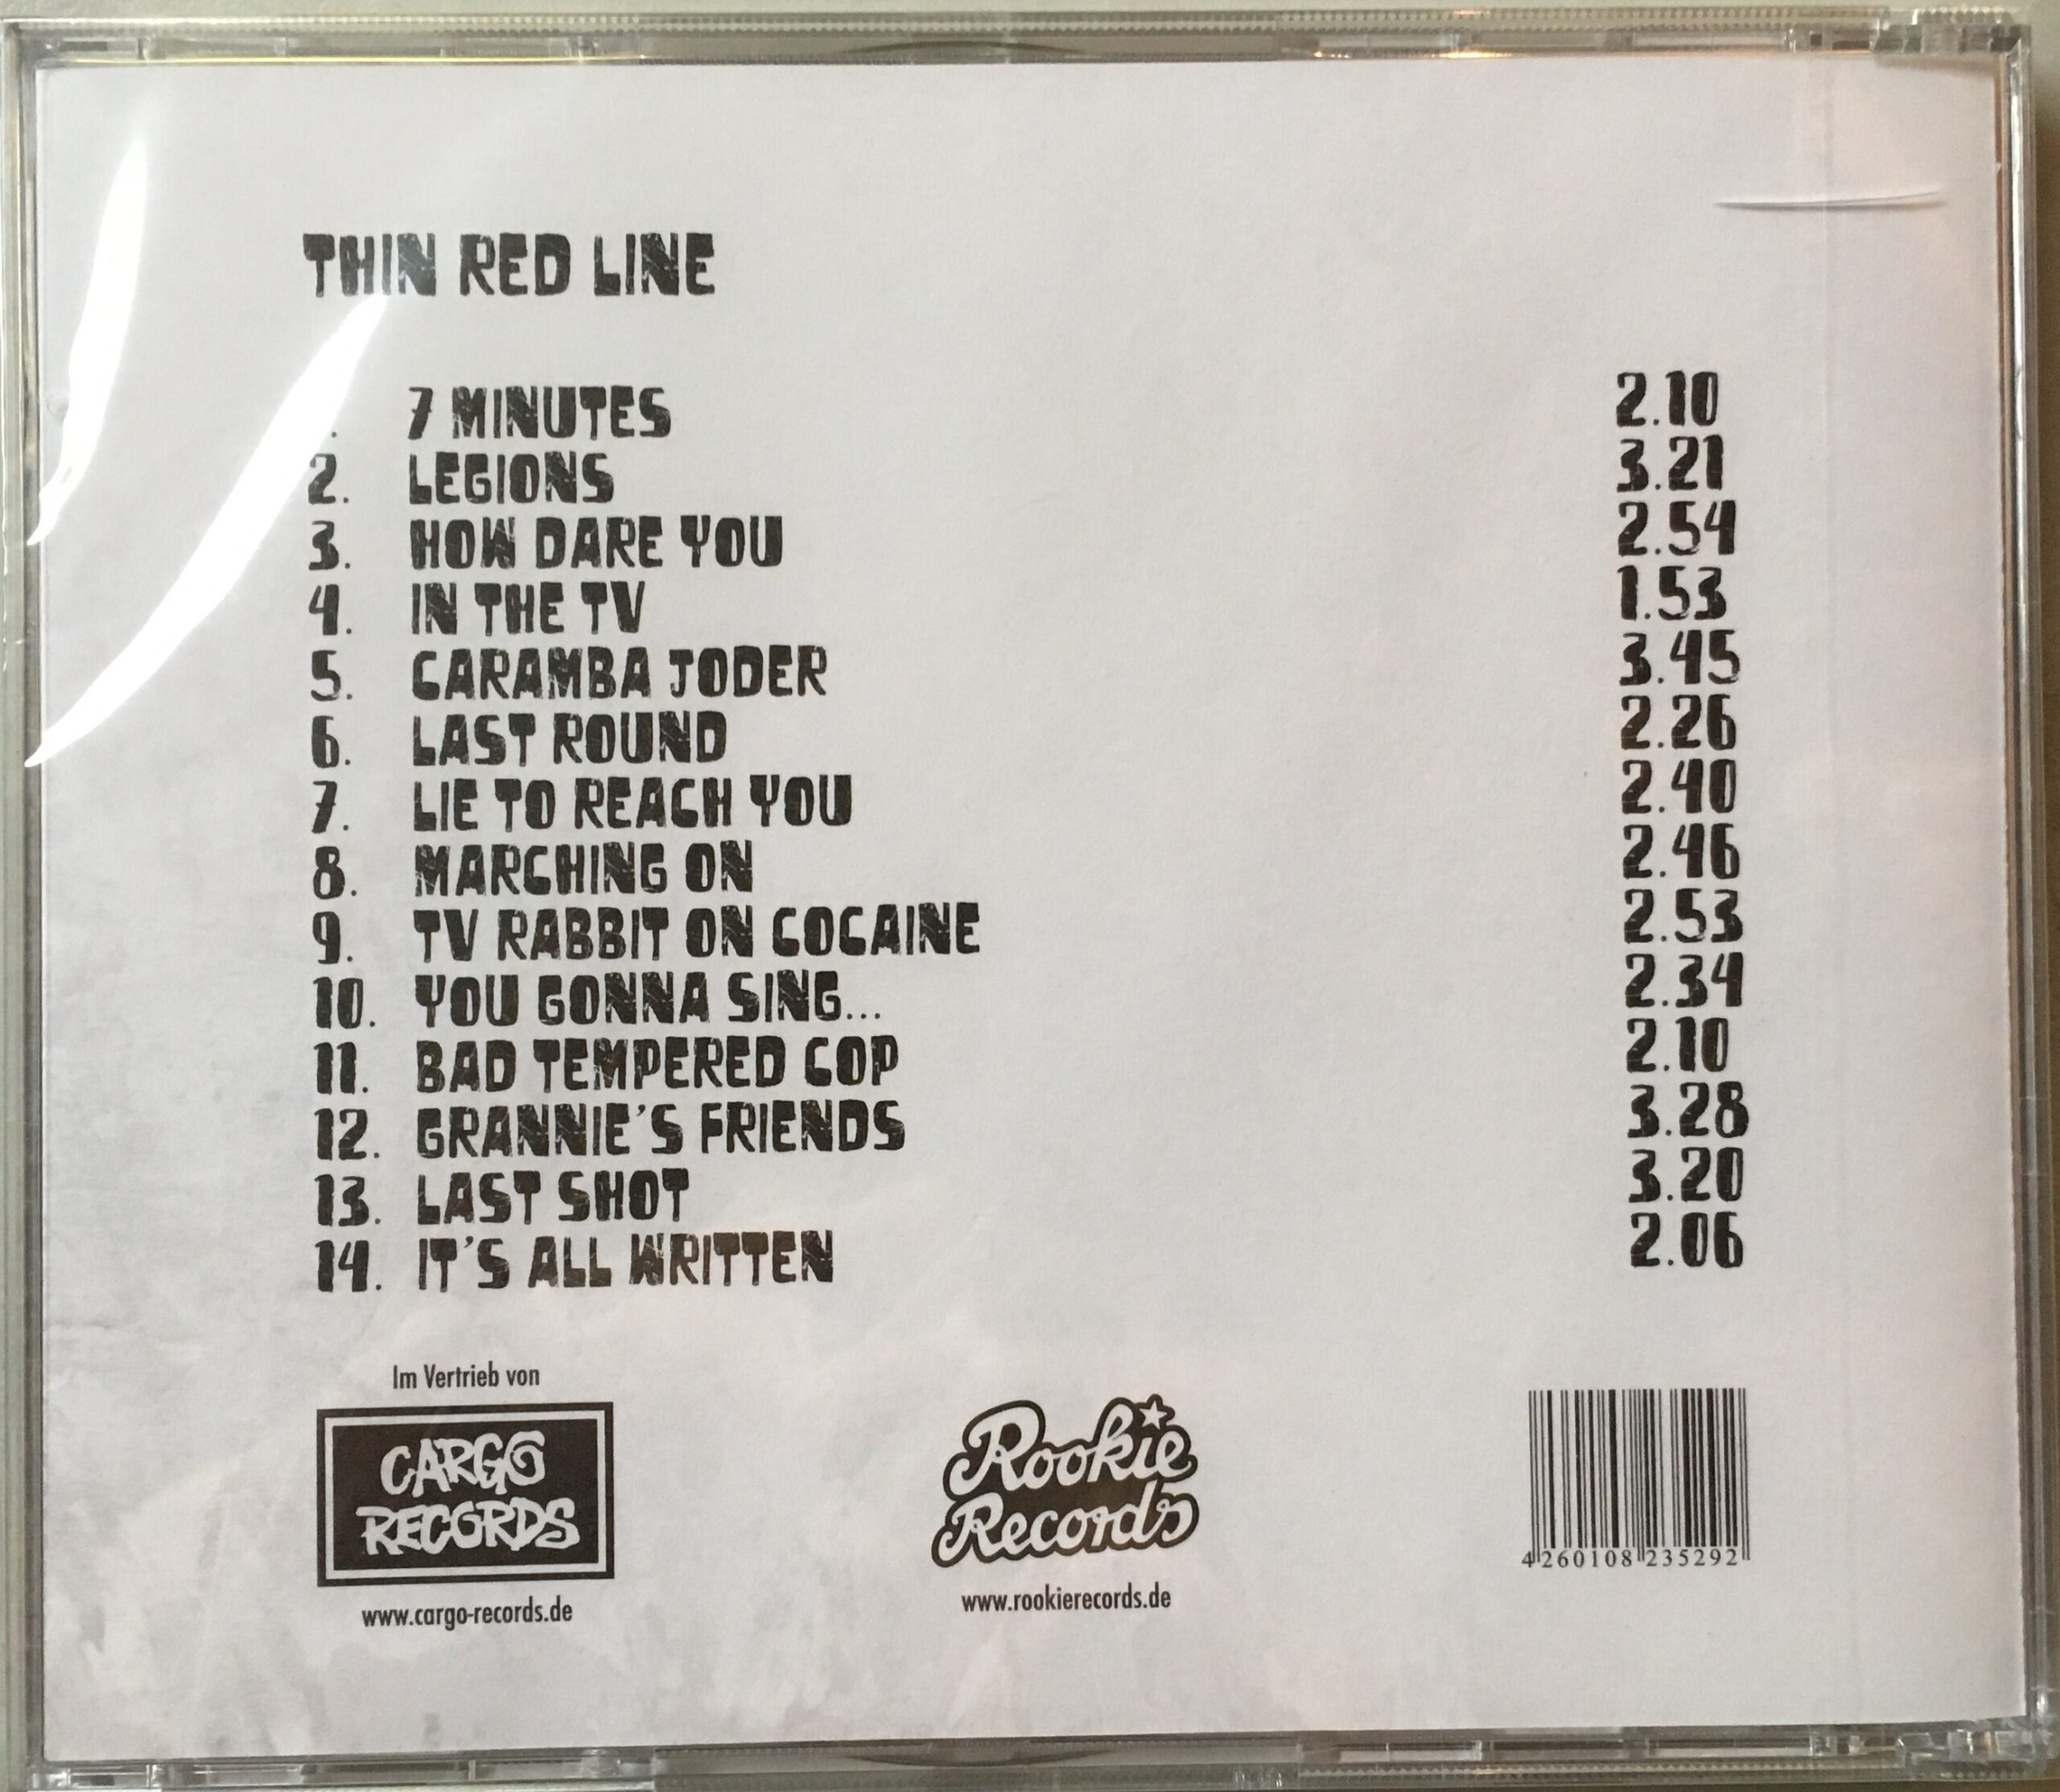 THIN RED LINE
. 7 MINUTES 2.10
2. LEGIONS 3.21
3. HOW DARE YOU 2.54
4. IN THE TV 1.53
5. CARAMBA JODER 3.45
6. LAST ROUND 2.26
7. LIE TO REACH YOU 2.40
8. MARCHING ON 2.46
9. TV RABBIT ON COCAINE 2.53
10. YOU GONNA SING... 2.34
11. BAD TEMPERED COP 2.10
12. GRANNIE'S FRIENDS 3.28
13. LAST SHOT 3.20
14. IT'S ALL WRITTEN 2.06
Im Vertrieb von
CARGO
RECORDS
www.cargo-records.de
Rookie
Records
www.rookierecords.de
4 260108 235292